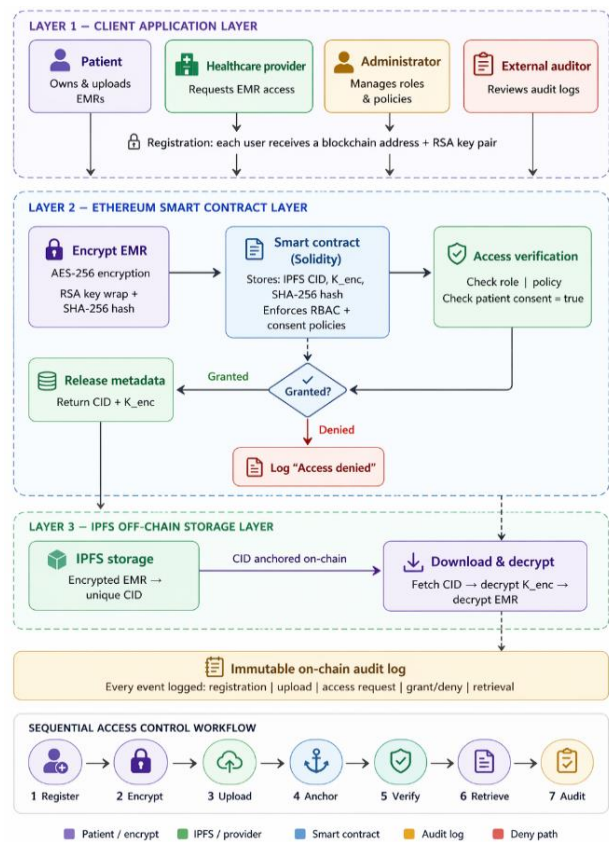 LAYER 1 – CLIENT APPLICATION LAYER
Patient
Owns & uploads
EMRs
Healthcare provider
Requests EMR access
Administrator
Manages roles
& policies
External auditor
Reviews audit logs
Registration: each user receives a blockchain address + RSA key pair
LAYER 2 – ETHEREUM SMART CONTRACT LAYER
Encrypt EMR
AES-256 encryption
RSA key wrap +
SHA-256 hash
Smart contract
(Solidity)
Stores: IPFS CID, K_enc,
SHA-256 hash
Enforces RBAC +
consent policies
Access verification
Check role | policy
Check patient consent = true
Release metadata
Return CID + K_enc
Granted
Granted?
Denied
Log “Access denied”
LAYER 3 – IPFS OFF-CHAIN STORAGE LAYER
IPFS storage
Encrypted EMR →
unique CID
CID anchored on-chain
Download & decrypt
Fetch CID → decrypt K_enc →
decrypt EMR
Immutable on-chain audit log
Every event logged: registration | upload | access request | grant/deny | retrieval
SEQUENTIAL ACCESS CONTROL WORKFLOW
1 Register
2 Encrypt
3 Upload
4 Anchor
5 Verify
6 Retrieve
7 Audit
Patient / encrypt
IPFS / provider
Smart contract
Audit log
Deny path